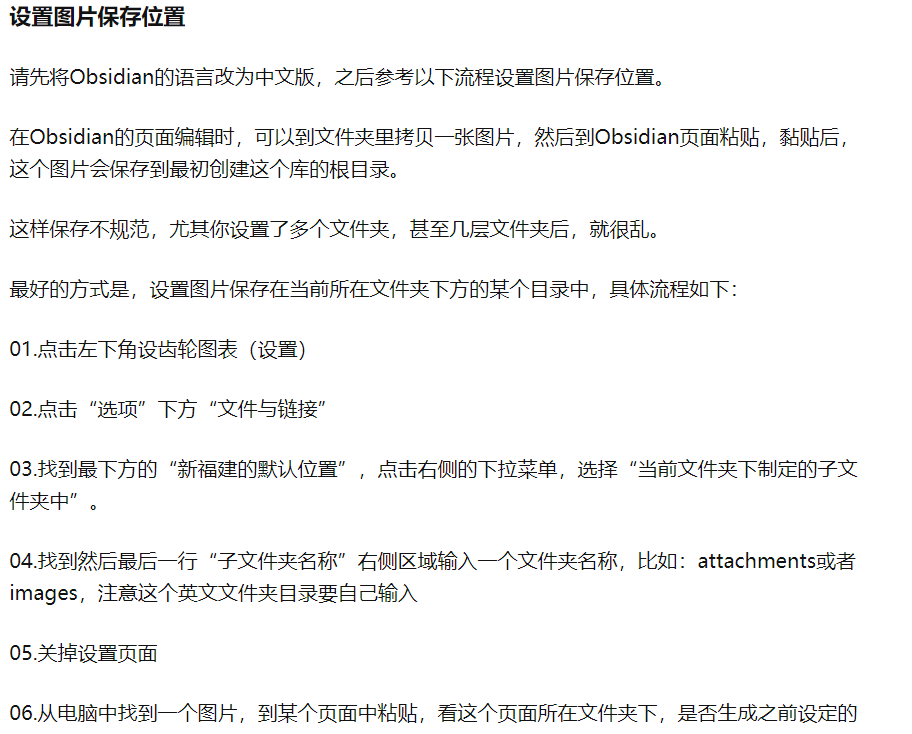 设置图片保存位置
请先将Obsidian的语言改为中文版，之后参考以下流程设置图片保存位置。
在Obsidian的页面编辑时，可以到文件夹里拷贝一张图片，然后到Obsidian页面粘贴，黏贴后，
这个图片会保存到最初创建这个库的根目录。
这样保存不规范，尤其你设置了多个文件夹，甚至几层文件夹后，就很乱。
最好的方式是，设置图片保存在当前所在文件夹下方的某个目录中，具体流程如下：
01.点击左下角设齿轮图表（设置）
02.点击“选项”下方“文件与链接”
03.找到最下方的“新福建的默认位置”，点击右侧的下拉菜单，选择“当前文件夹下制定的子文
件夹中”。
04.找到然后最后一行“子文件夹名称”右侧区域输入一个文件夹名称，比如：attachments或者
images，注意这个英文文件夹目录要自己输入
05.关掉设置页面
06.从电脑中找到一个图片，到某个页面中粘贴，看这个页面所在文件夹下，是否生成之前设定的